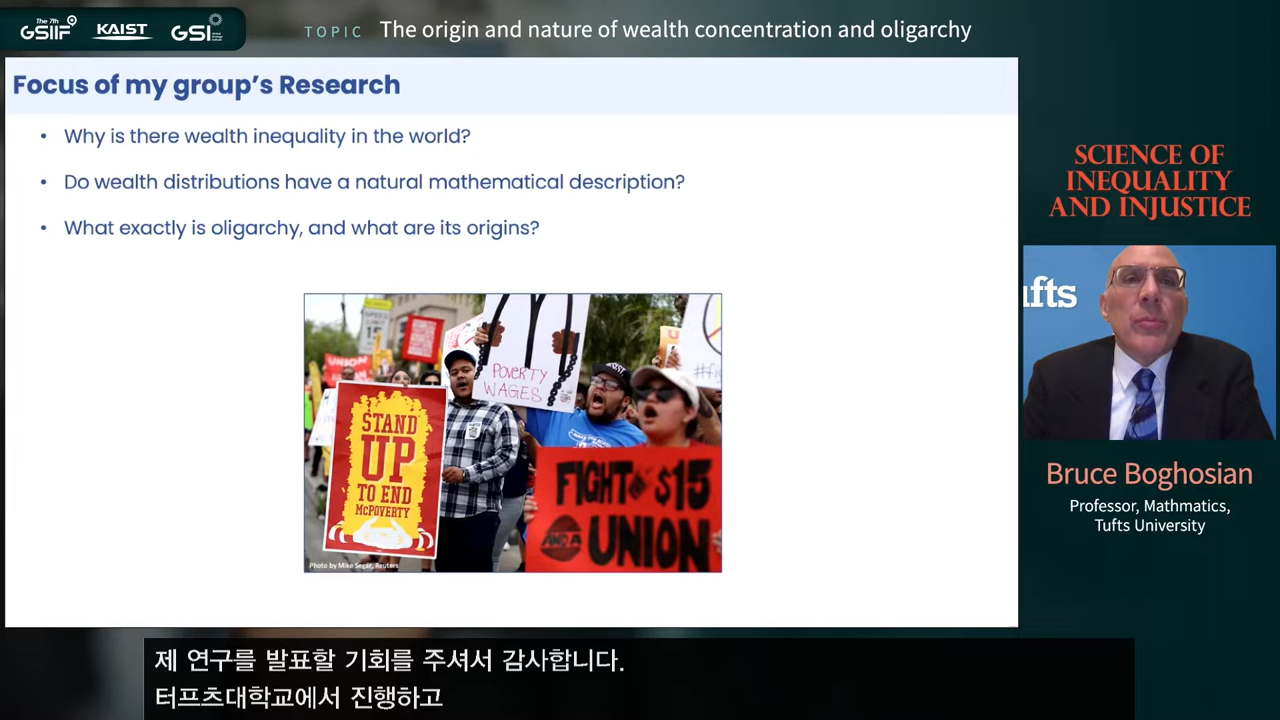 The 7th
GSIIF
KAIST
GSI
TOPIC The origin and nature of wealth concentration and oligarchy
Focus of my group's Research
• Why is there wealth inequality in the world?
• Do wealth distributions have a natural mathematical description?
• What exactly is oligarchy, and what are its origins?
UNION
POVERTY
WAGES
STAND
UP
TO END
McPOVERTY
FIGHT $15
AND A
UNION
Photo by Mike Segar, Reuters
SCIENCE OF
INEQUALITY
AND INJUSTICE
ufts
Bruce Boghosian
Professor, Mathmatics,
Tufts University
제 연구를 발표할 기회를 주셔서 감사합니다.
터프츠대학교에서 진행하고